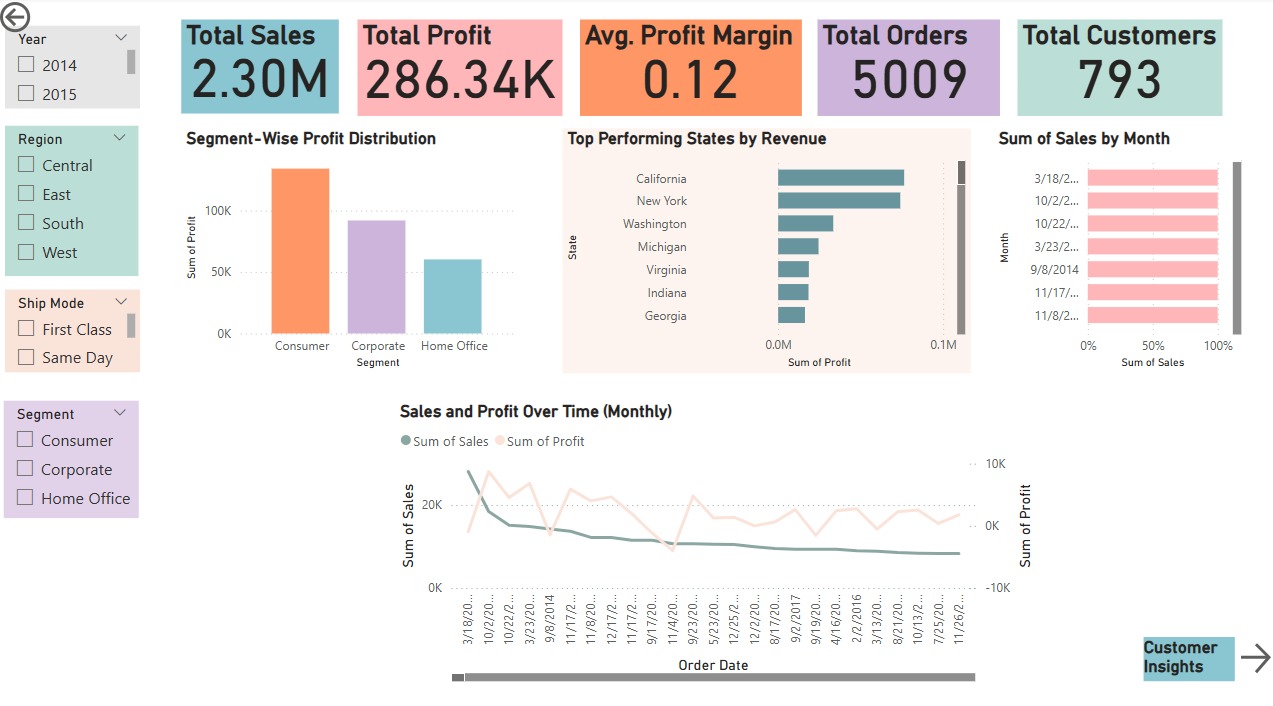 Year
2014
2015
Region
Central
East
South
West
Ship Mode
First Class
Same Day
Segment
Consumer
Corporate
Home Office
Total Sales
2.30M
Total Profit
286.34K
Avg. Profit Margin
0.12
Total Orders
5009
Total Customers
793
Segment-Wise Profit Distribution
Sum of Profit
100K
50K
0K
Consumer
Corporate
Home Office
Segment
Top Performing States by Revenue
State
California
New York
Washington
Michigan
Virginia
Indiana
Georgia
0.0M
0.1M
Sum of Profit
Sum of Sales by Month
Month
3/18/2...
10/2/2...
10/22/...
3/23/2...
9/8/2014
11/17/...
11/8/2...
0%
50%
100%
Sum of Sales
Sales and Profit Over Time (Monthly)
Sum of Sales
Sum of Profit
Sum of Sales
20K
0K
10K
0K
-10K
Sum of Profit
3/18/20...
10/2/20...
10/22/2...
3/23/20...
9/8/2014
11/17/2...
11/8/20...
12/17/2...
11/17/2...
9/17/20...
11/4/20...
9/23/20...
5/23/20...
12/25/2...
12/2/20...
8/17/20...
9/2/2017
9/19/20...
4/16/20...
2/2/2016
3/13/20...
8/21/20...
10/13/2...
7/25/20...
11/26/2...
Order Date
Customer
Insights